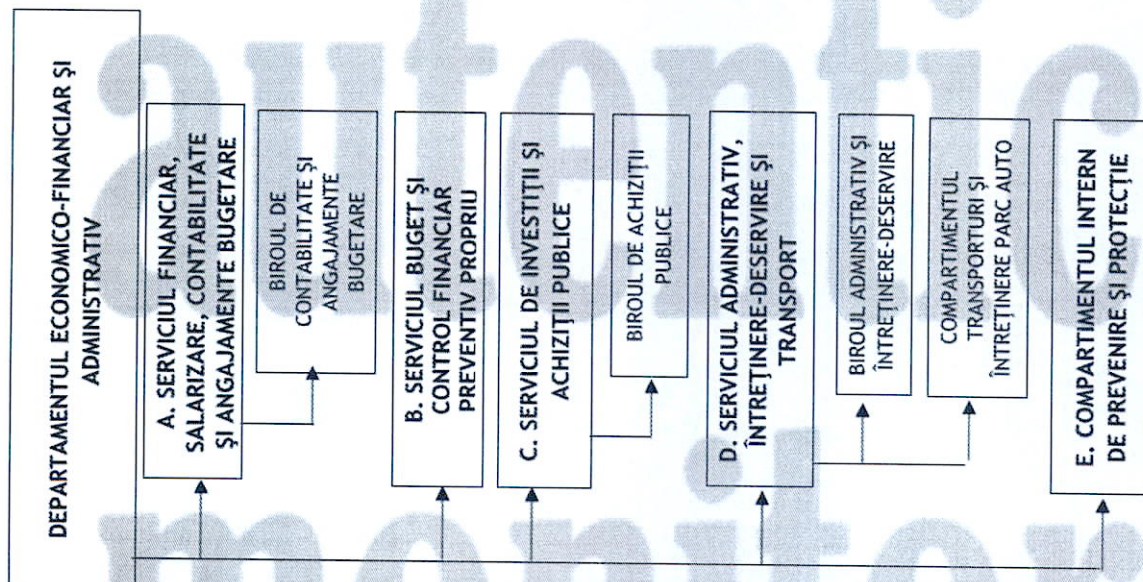 DEPARTAMENTUL ECONOMICO-FINANCIAR ȘI
ADMINISTRATIV
A. SERVICIUL FINANCIAR,
SALARIZARE, CONTABILITATE
ȘI ANGAJAMENTE BUGETARE
BIROUL DE
CONTABILITATE ȘI
ANGAJAMENTE
BUGETARE
B. SERVICIUL BUGET ȘI
CONTROL FINANCIAR
PREVENTIV PROPRIU
C. SERVICIUL DE INVESTIȚII ȘI
ACHIZIȚII PUBLICE
BIROUL DE ACHIZIȚII
PUBLICE
D. SERVICIUL ADMINISTRATIV,
ÎNTREȚINERE-DESERVIRE ȘI
TRANSPORT
BIROUL ADMINISTRATIV ȘI
ÎNTREȚINERE-DESERVIRE
COMPARTIMENTUL
TRANSPORTURI ȘI
ÎNTREȚINERE PARC AUTO
E. COMPARTIMENTUL INTERN
DE PREVENIRE ȘI PROTECȚIE
autentic
monitor